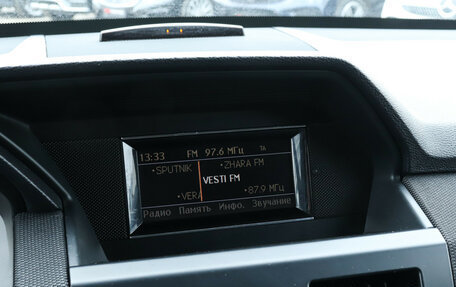 13:33 FM 97.6 МГц TA
•SPUTNIK •ZHARA FM
VESTI FM
•VERA •87.9 МГц
Радио Память Инфо. Звучание